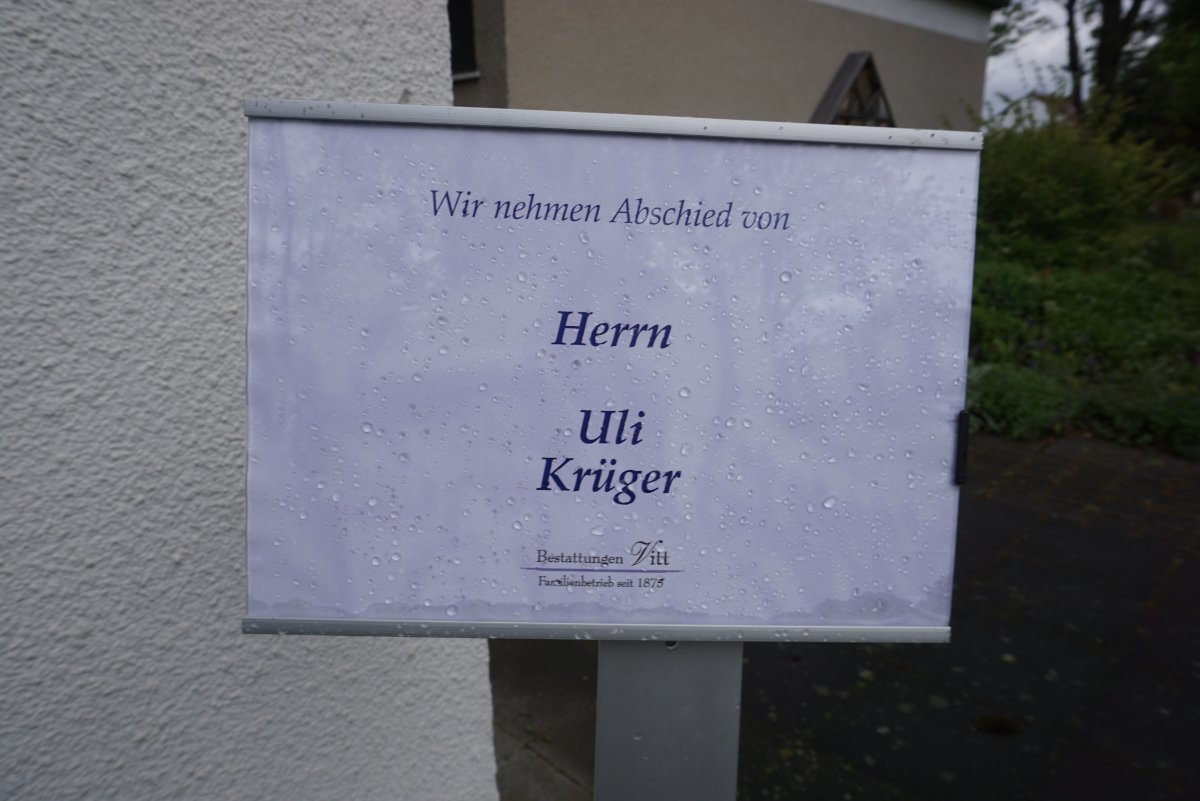 Wir nehmen Abschied von
Herrn
Uli
Krüger
Bestattungen Vitt
Familienbetrieb seit 1875